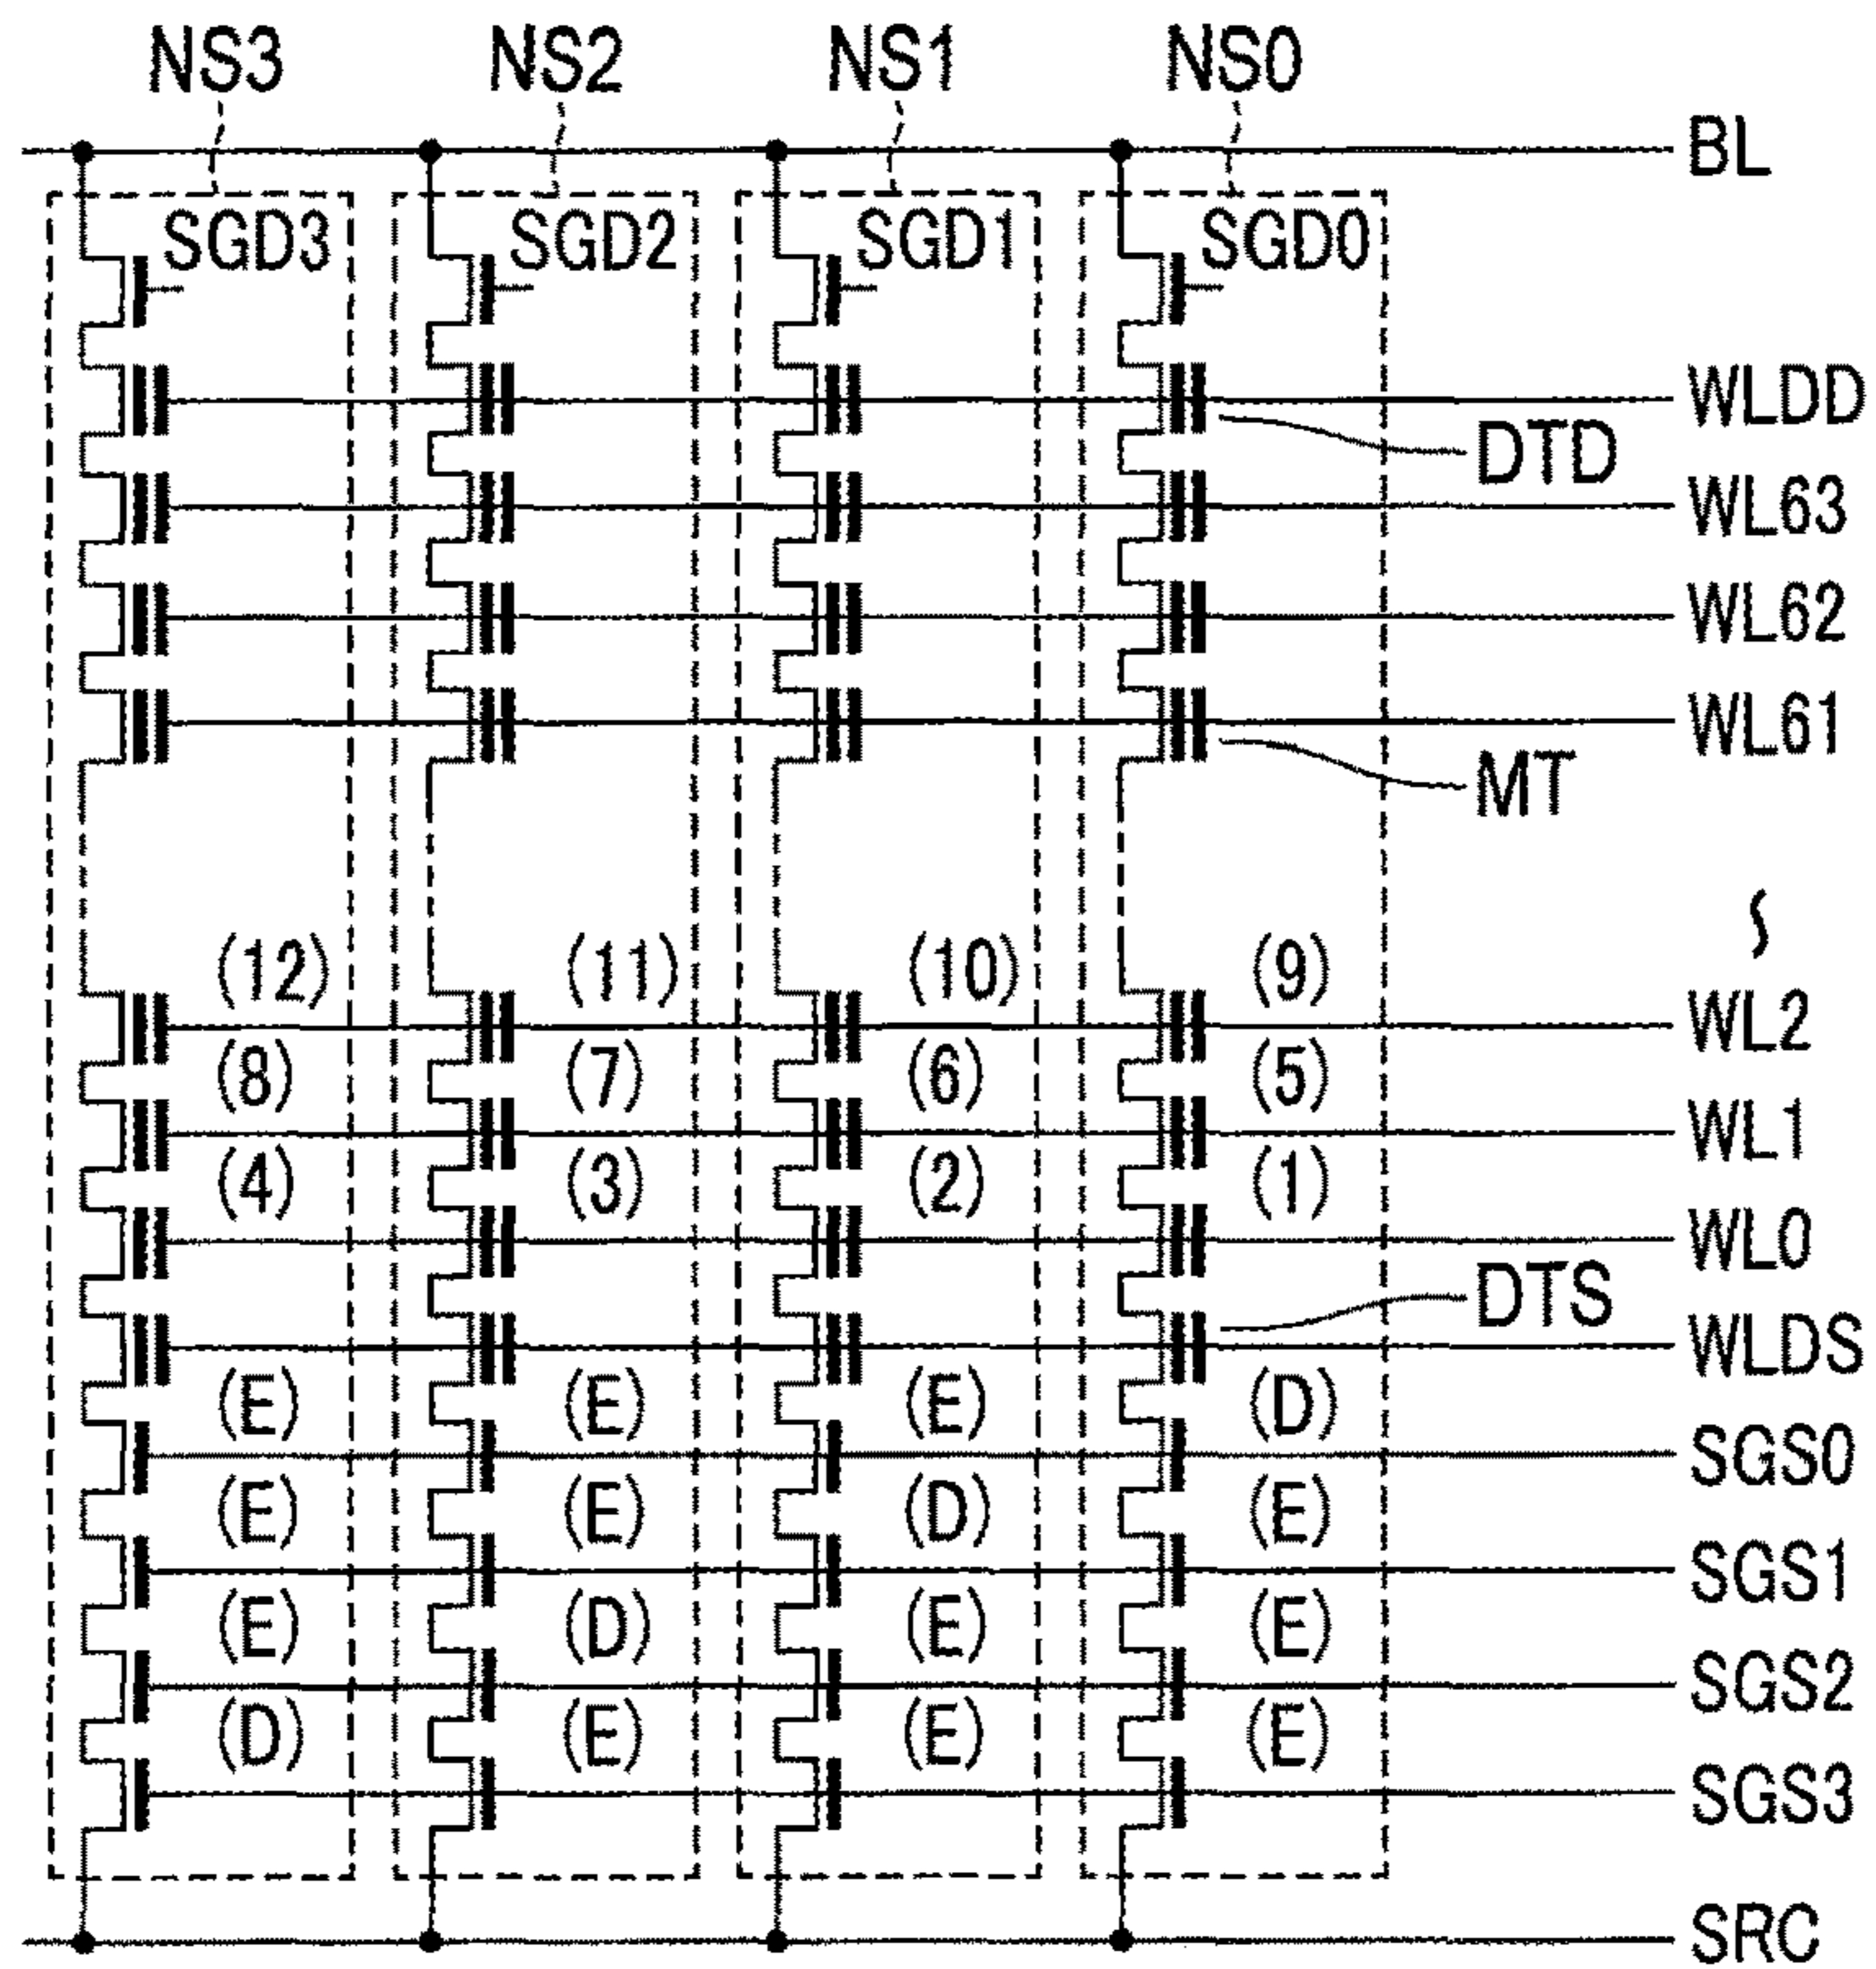 NS3 NS2 NS1 NS0
BL
SGD3 SGD2 SGD1 SGD0
WLDD
DTD
WL63
WL62
WL61
MT
~
(12) (11) (10) (9)
WL2
(8) (7) (6) (5)
WL1
(4) (3) (2) (1)
WL0
DTS
WLDS
(E) (E) (E) (D)
SGS0
(E) (E) (D) (E)
SGS1
(E) (D) (E) (E)
SGS2
(D) (E) (E) (E)
SGS3
SRC